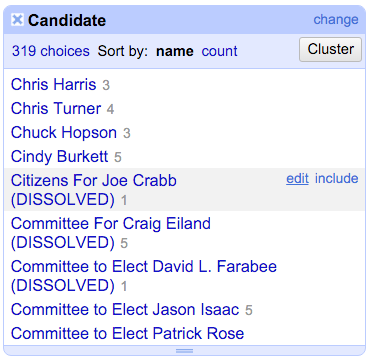 Candidate change
319 choices Sort by: name count Cluster
Chris Harris 3
Chris Turner 4
Chuck Hopson 3
Cindy Burkett 5
Citizens For Joe Crabb edit include
(DISSOLVED) 1
Committee For Craig Eiland
(DISSOLVED) 5
Committee to Elect David L. Farabee
(DISSOLVED) 1
Committee to Elect Jason Isaac 5
Committee to Elect Patrick Rose